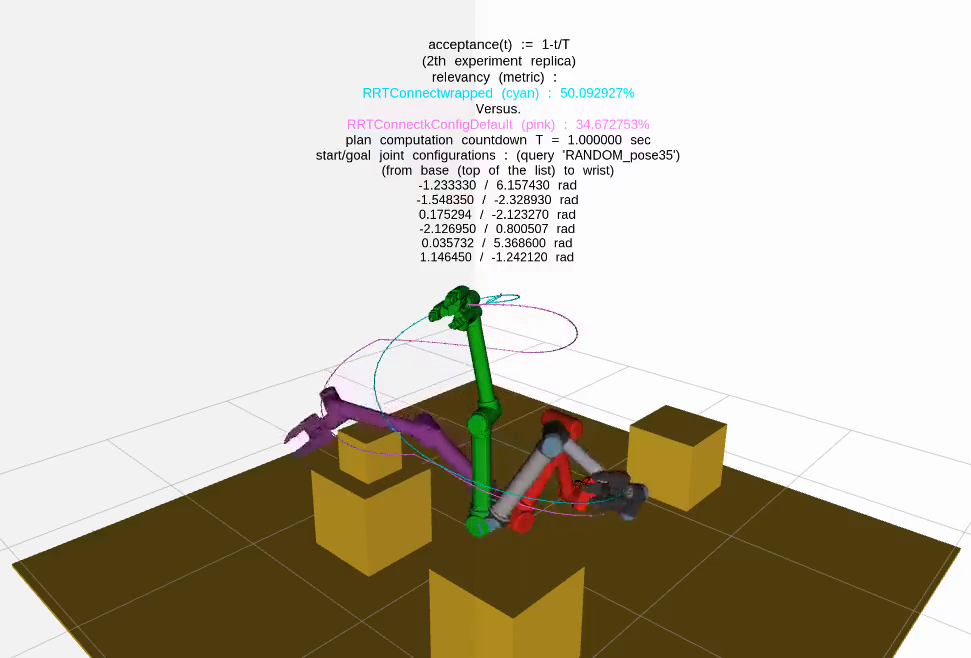 acceptance(t) := 1-t/T
(2th experiment replica)
relevancy (metric) :
RRTConnectwrapped (cyan) : 50.092927%
Versus.
RRTConnectkConfigDefault (pink) : 34.672753%
plan computation countdown T = 1.000000 sec
start/goal joint configurations : (query 'RANDOM_pose35')
(from base (top of the list) to wrist)
-1.233330 / 6.157430 rad
-1.548350 / -2.328930 rad
0.175294 / -2.123270 rad
-2.126950 / 0.800507 rad
0.035732 / 5.368600 rad
1.146450 / -1.242120 rad